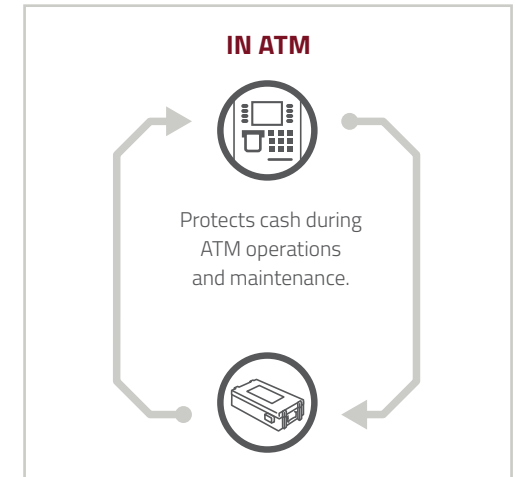 IN ATM
Protects cash during
ATM operations
and maintenance.